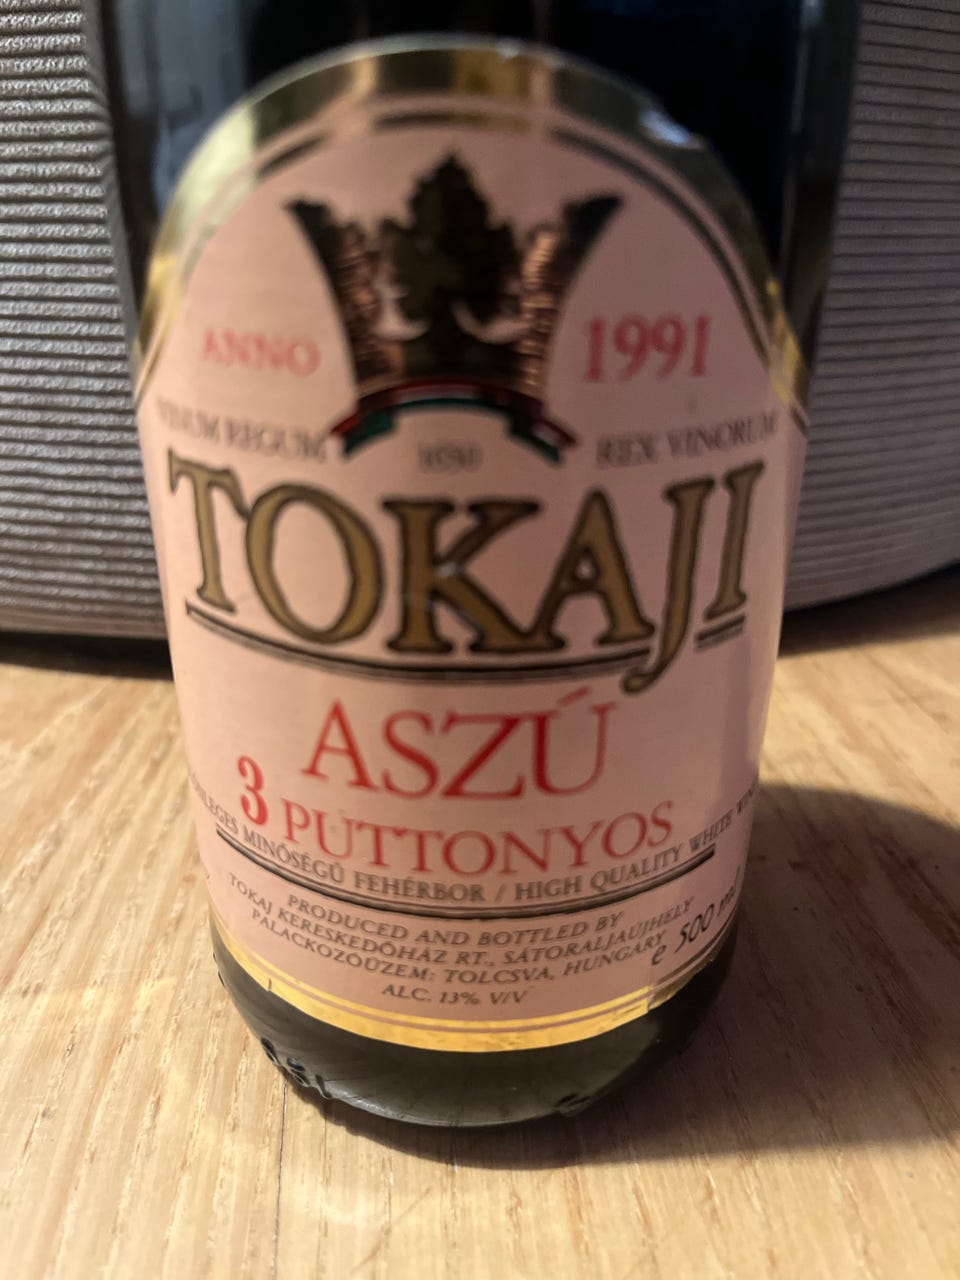 ANNO 1991
VINUM REGUM REX VINORUM
1650
TOKAJI
ASZÚ
3 PUTTONYOS
MINŐSÉGŰ FEHÉRBOR / HIGH QUALITY WHITE WINE
PRODUCED AND BOTTLED BY
TOKAJ KERESKEDŐHÁZ RT., SÁTORALJAÚJHELY
PALACKOZÓÜZEM: TOLCSVA, HUNGARY
e 500 ml
ALC. 13% V/V